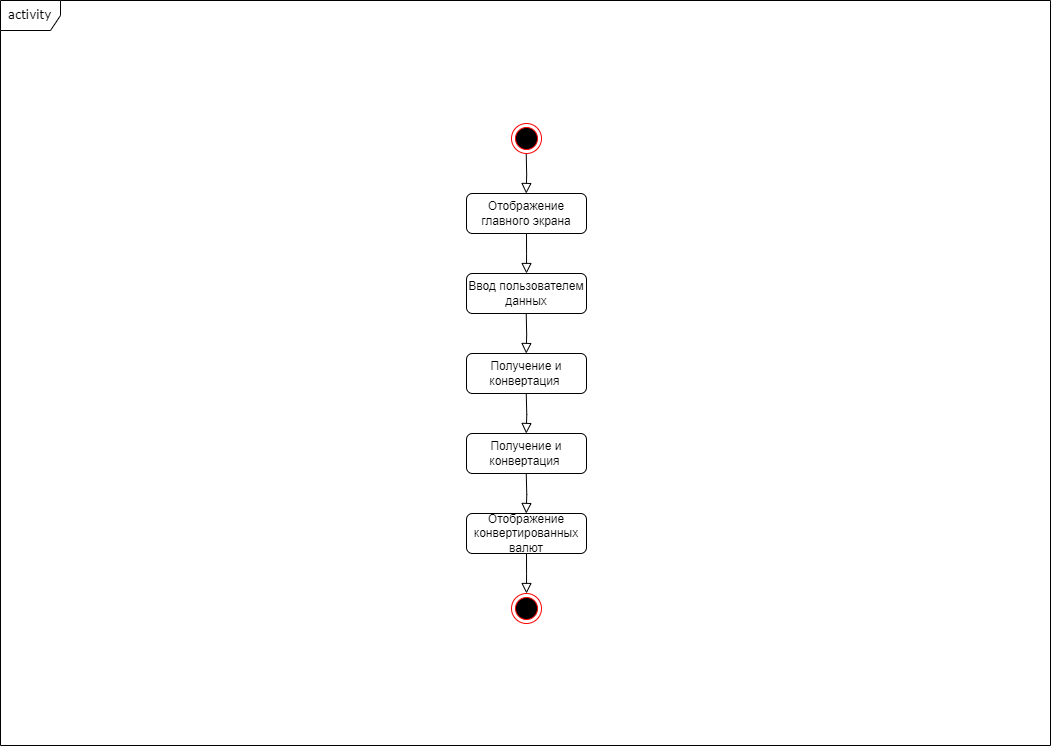 activity
Отображение
главного экрана
Ввод пользователем
данных
Получение и
конвертация
Получение и
конвертация
Отображение
конвертированных
валют